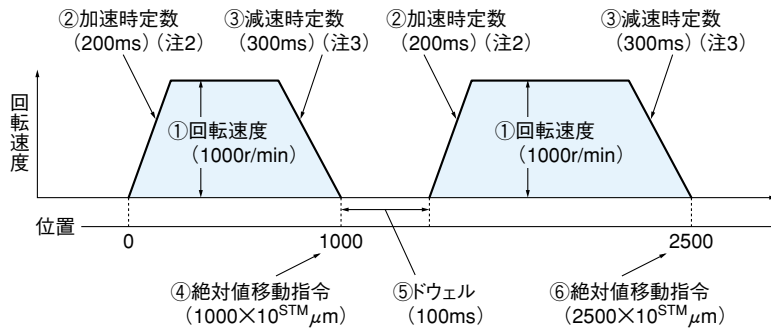 ②加速時定数
（200ms）（注2）
③減速時定数
（300ms）（注3）
②加速時定数
（200ms）（注2）
③減速時定数
（300ms）（注3）
回転速度
①回転速度
（1000r/min）
①回転速度
（1000r/min）
位置
0
1000
2500
④絶対値移動指令
（1000×10STMμm）
⑤ドウェル
（100ms）
⑥絶対値移動指令
（2500×10STMμm）